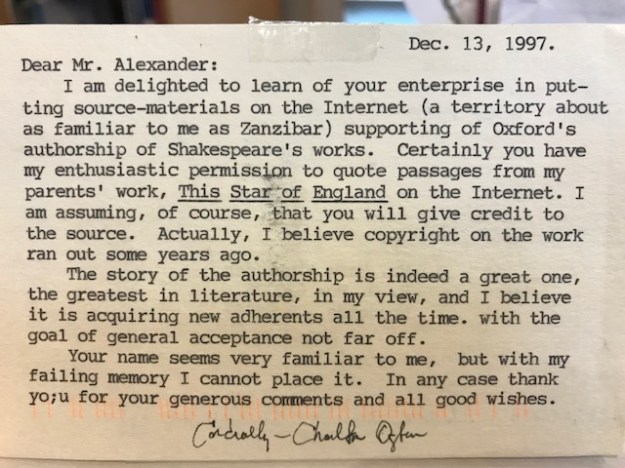 Dec. 13, 1997.
Dear Mr. Alexander:
I am delighted to learn of your enterprise in put-
ting source-materials on the Internet (a territory about
as familiar to me as Zanzibar) supporting of Oxford's
authorship of Shakespeare's works. Certainly you have
my enthusiastic permission to quote passages from my
parents' work, This Star of England on the Internet. I
am assuming, of course, that you will give credit to
the source. Actually, I believe copyright on the work
ran out some years ago.
The story of the authorship is indeed a great one,
the greatest in literature, in my view, and I believe
it is acquiring new adherents all the time. with the
goal of general acceptance not far off.
Your name seems very familiar to me, but with my
failing memory I cannot place it. In any case thank
yo;u for your generous comments and all good wishes.
Cordially — Charlton Ogburn